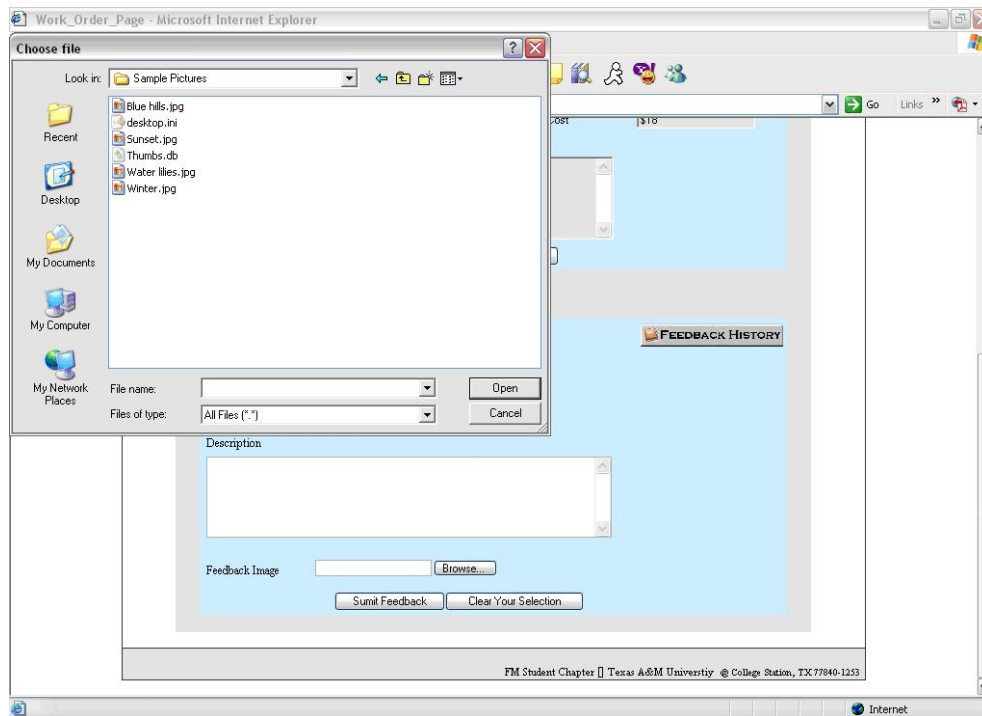 Work_Order_Page - Microsoft Internet Explorer
Choose file
Look in: Sample Pictures
Go Links »
Recent
Desktop
My Documents
My Computer
My Network Places
Blue hills.jpg
desktop.ini
Sunset.jpg
Thumbs.db
Water lilies.jpg
Winter.jpg
File name: Open
Files of type: All Files (*.*) Cancel
Cost $18
FEEDBACK HISTORY
Description
Feedback Image Browse...
Sumit Feedback Clear Your Selection
FM Student Chapter [] Texas A&M Universtiy @ College Station, TX 77840-1253
Internet